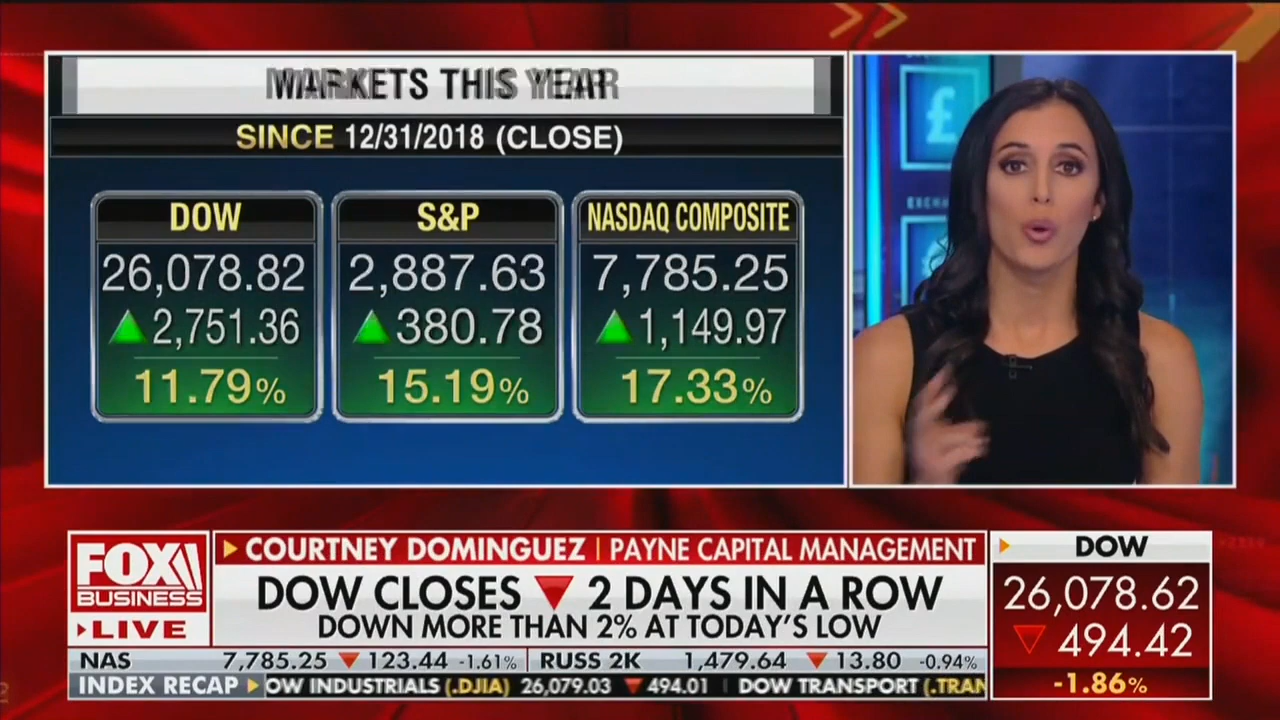 MARKETS THIS YEAR
SINCE 12/31/2018 (CLOSE)
DOW
26,078.82
2,751.36
11.79%
S&P
2,887.63
380.78
15.19%
NASDAQ COMPOSITE
7,785.25
1,149.97
17.33%
£
FOX
BUSINESS
LIVE
COURTNEY DOMINGUEZ | PAYNE CAPITAL MANAGEMENT
DOW CLOSES ▼ 2 DAYS IN A ROW
DOWN MORE THAN 2% AT TODAY'S LOW
DOW
26,078.62
494.42
-1.86%
NAS 7,785.25 ▼ 123.44 -1.61% RUSS 2K 1,479.64 ▼ 13.80 -0.94%
INDEX RECAP OW INDUSTRIALS (.DJIA) 26,079.03 ▼ 494.01 | DOW TRANSPORT (.TRAN